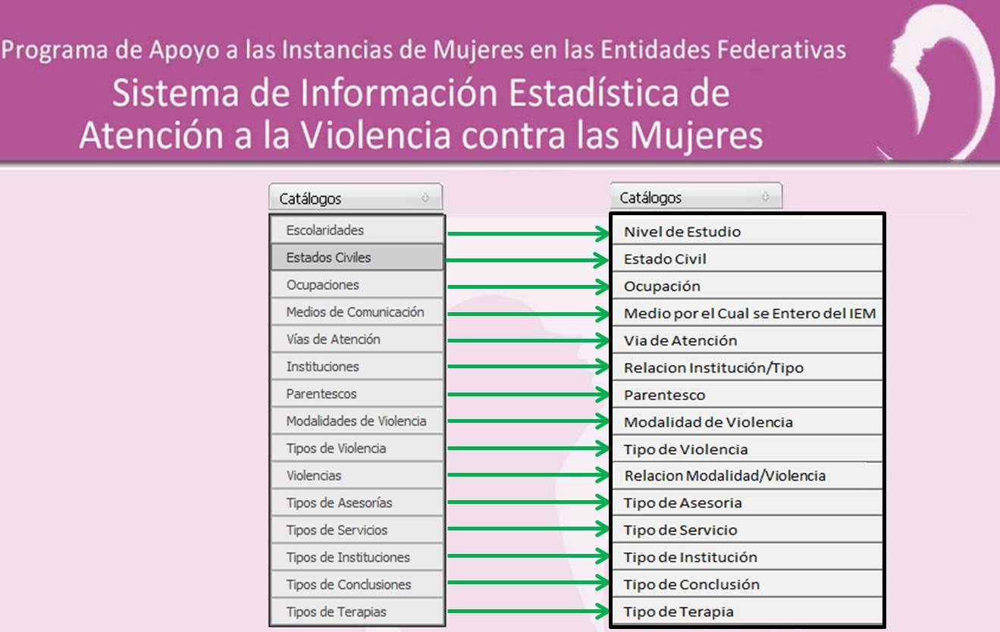 Programa de Apoyo a las Instancias de Mujeres en las Entidades Federativas
Sistema de Información Estadística de
Atención a la Violencia contra las Mujeres
Catálogos
Escolaridades
Estados Civiles
Ocupaciones
Medios de Comunicación
Vías de Atención
Instituciones
Parentescos
Modalidades de Violencia
Tipos de Violencia
Violencias
Tipos de Asesorías
Tipos de Servicios
Tipos de Instituciones
Tipos de Conclusiones
Tipos de Terapias
Catálogos
Nivel de Estudio
Estado Civil
Ocupación
Medio por el Cual se Entero del IEM
Via de Atención
Relacion Institución/Tipo
Parentesco
Modalidad de Violencia
Tipo de Violencia
Relacion Modalidad/Violencia
Tipo de Asesoria
Tipo de Servicio
Tipo de Institución
Tipo de Conclusión
Tipo de Terapia